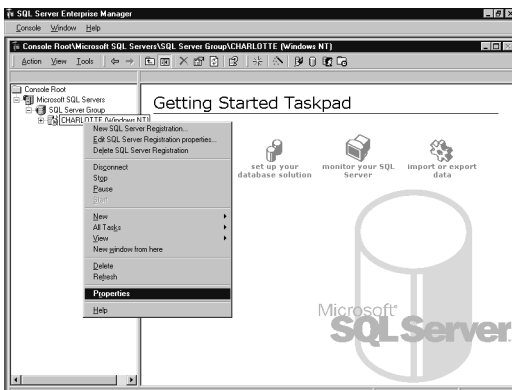 SQL Server Enterprise Manager
Console Window Help
Console Root\Microsoft SQL Servers\SQL Server Group\CHARLOTTE (Windows NT)
Action View Tools
Console Root
Microsoft SQL Servers
SQL Server Group
CHARLOTTE (Windows NT)
Getting Started Taskpad
New SQL Server Registration...
Edit SQL Server Registration properties...
Delete SQL Server Registration
Disconnect
Stop
Pause
Start
New
All Tasks
View
New window from here
Delete
Refresh
Properties
Help
set up your database solution
monitor your SQL Server
import or export data
Microsoft®
SQL Server